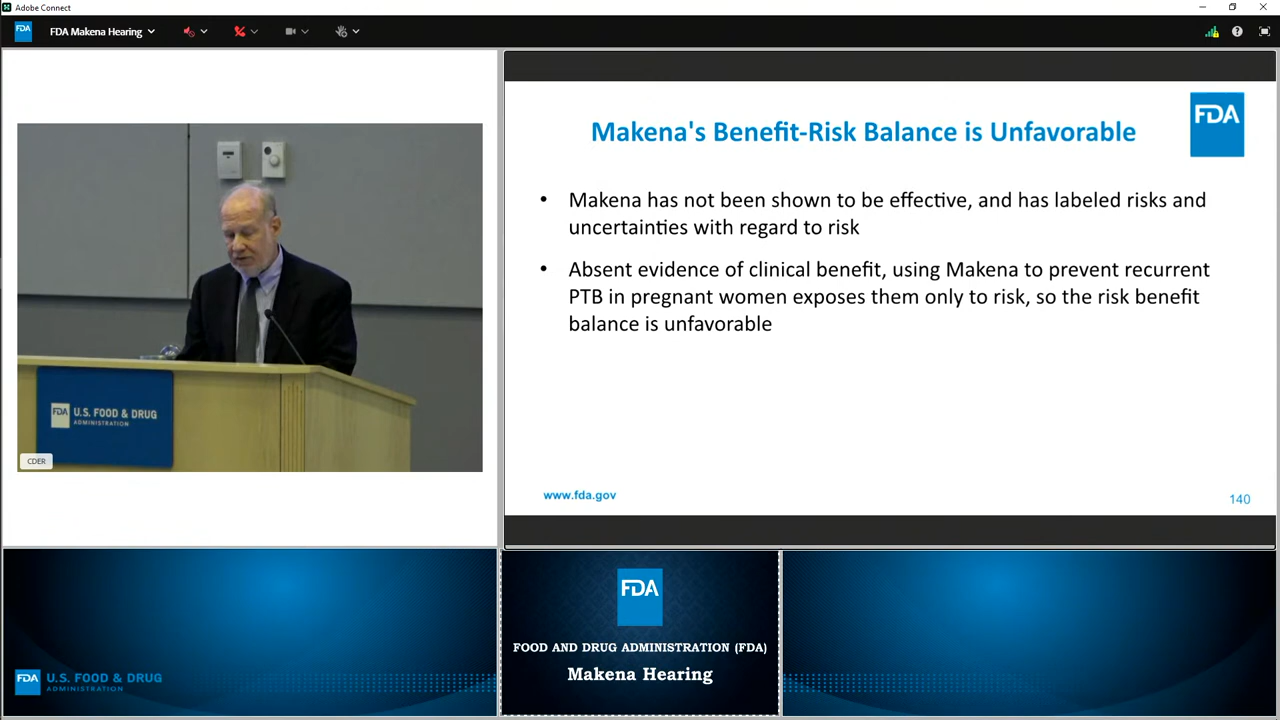 Adobe Connect
FDA
FDA Makena Hearing
FDA
U.S. FOOD & DRUG
ADMINISTRATION
CDER
Makena's Benefit-Risk Balance is Unfavorable
FDA
• Makena has not been shown to be effective, and has labeled risks and
uncertainties with regard to risk
• Absent evidence of clinical benefit, using Makena to prevent recurrent
PTB in pregnant women exposes them only to risk, so the risk benefit
balance is unfavorable
www.fda.gov
140
FDA
U.S. FOOD & DRUG
ADMINISTRATION
FDA
FOOD AND DRUG ADMINISTRATION (FDA)
Makena Hearing